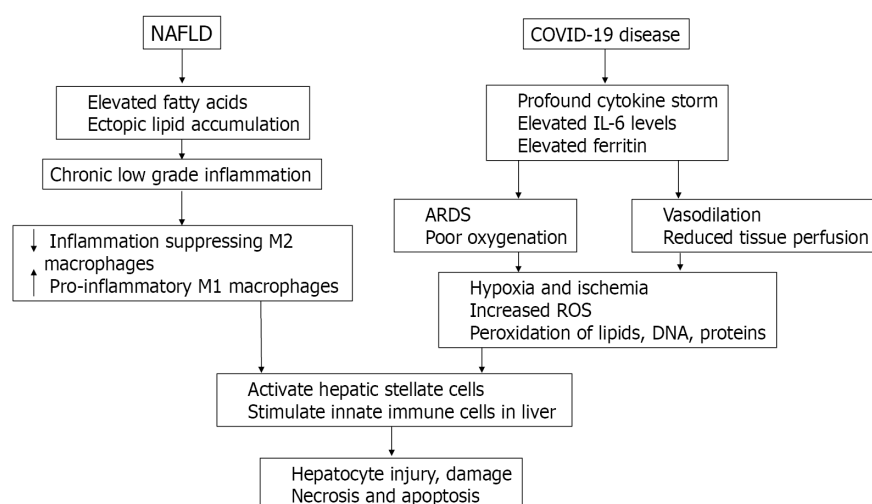 NAFLD
COVID-19 disease
Elevated fatty acids
Ectopic lipid accumulation
Profound cytokine storm
Elevated IL-6 levels
Elevated ferritin
Chronic low grade inflammation
ARDS
Poor oxygenation
Vasodilation
Reduced tissue perfusion
↓ Inflammation suppressing M2
macrophages
↑ Pro-inflammatory M1 macrophages
Hypoxia and ischemia
Increased ROS
Peroxidation of lipids, DNA, proteins
Activate hepatic stellate cells
Stimulate innate immune cells in liver
Hepatocyte injury, damage
Necrosis and apoptosis